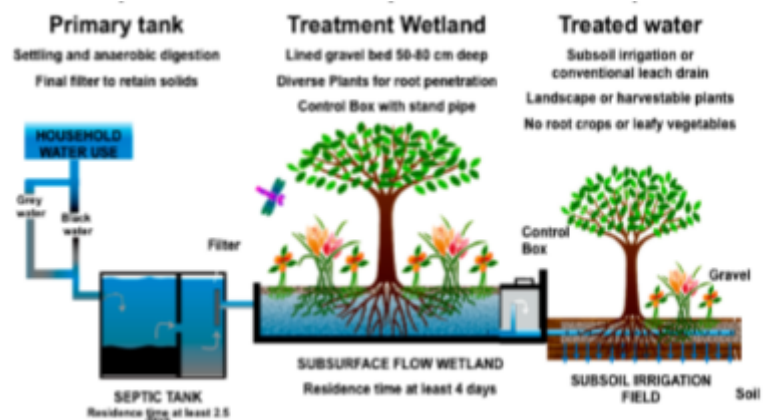 Primary tank
Settling and anaerobic digestion
Final filter to retain solids
Treatment Wetland
Lined gravel bed 50-80 cm deep
Diverse Plants for root penetration
Control Box with stand pipe
Treated water
Subsoil irrigation or
conventional leach drain
Landscape or harvestable plants
No root crops or leafy vegetables
HOUSEHOLD
WATER USE
Grey
water
Black
water
Filter
Control
Box
Gravel
SEPTIC TANK
Residence time at least 2.5
SUBSURFACE FLOW WETLAND
Residence time at least 4 days
SUBSOIL IRRIGATION
FIELD
Soil